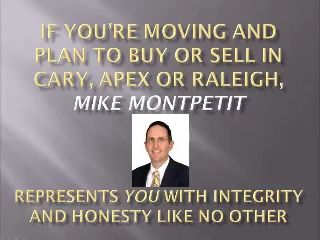 IF YOU'RE MOVING AND
PLAN TO BUY OR SELL IN
CARY, APEX OR RALEIGH,
MIKE MONTPETIT
REPRESENTS YOU WITH INTEGRITY
AND HONESTY LIKE NO OTHER